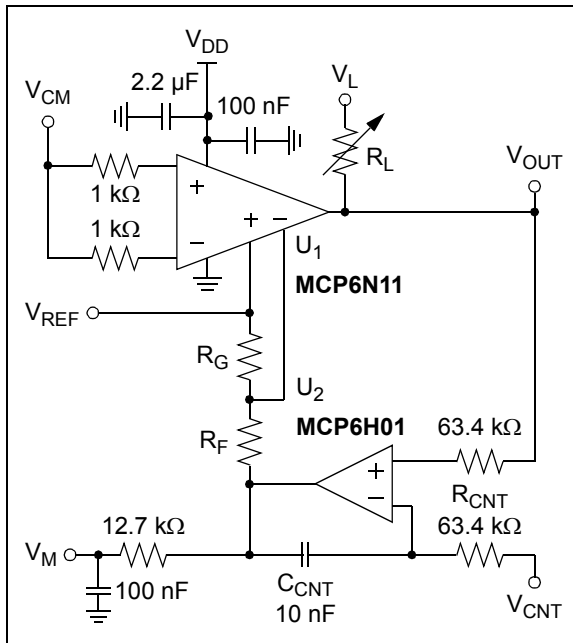 V_DD
2.2 µF
V_CM
100 nF
V_L
R_L
V_OUT
+
1 kΩ
1 kΩ
−
+ −
U_1
MCP6N11
V_REF
R_G
U_2
MCP6H01
R_F
63.4 kΩ
+
−
R_CNT
12.7 kΩ
63.4 kΩ
V_M
100 nF
C_CNT
10 nF
V_CNT